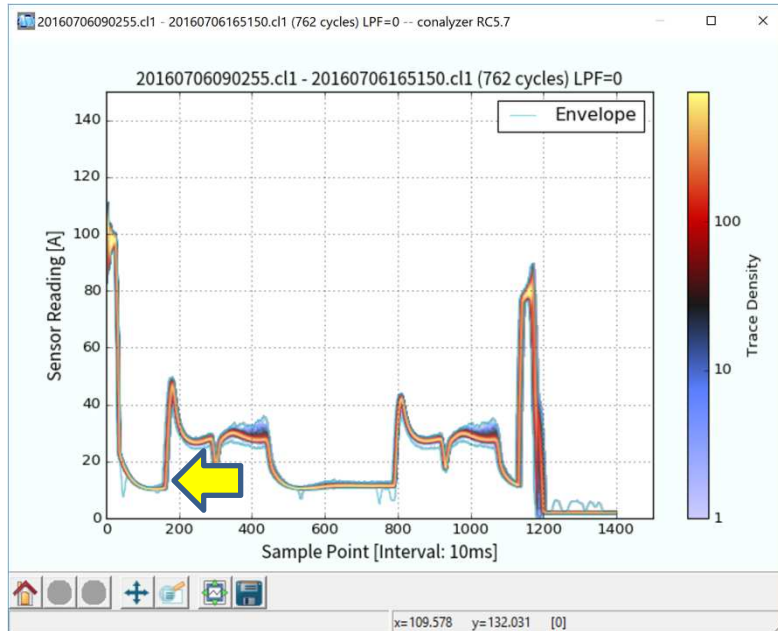 20160706090255.cl1 - 20160706165150.cl1 (762 cycles) LPF=0 -- conalyzer RC5.7
20160706090255.cl1 - 20160706165150.cl1 (762 cycles) LPF=0
Envelope
140
120
100
80
60
40
20
0
Sensor Reading [A]
0 200 400 600 800 1000 1200 1400
Sample Point [Interval: 10ms]
100
10
1
Trace Density
x=109.578 y=132.031 [0]